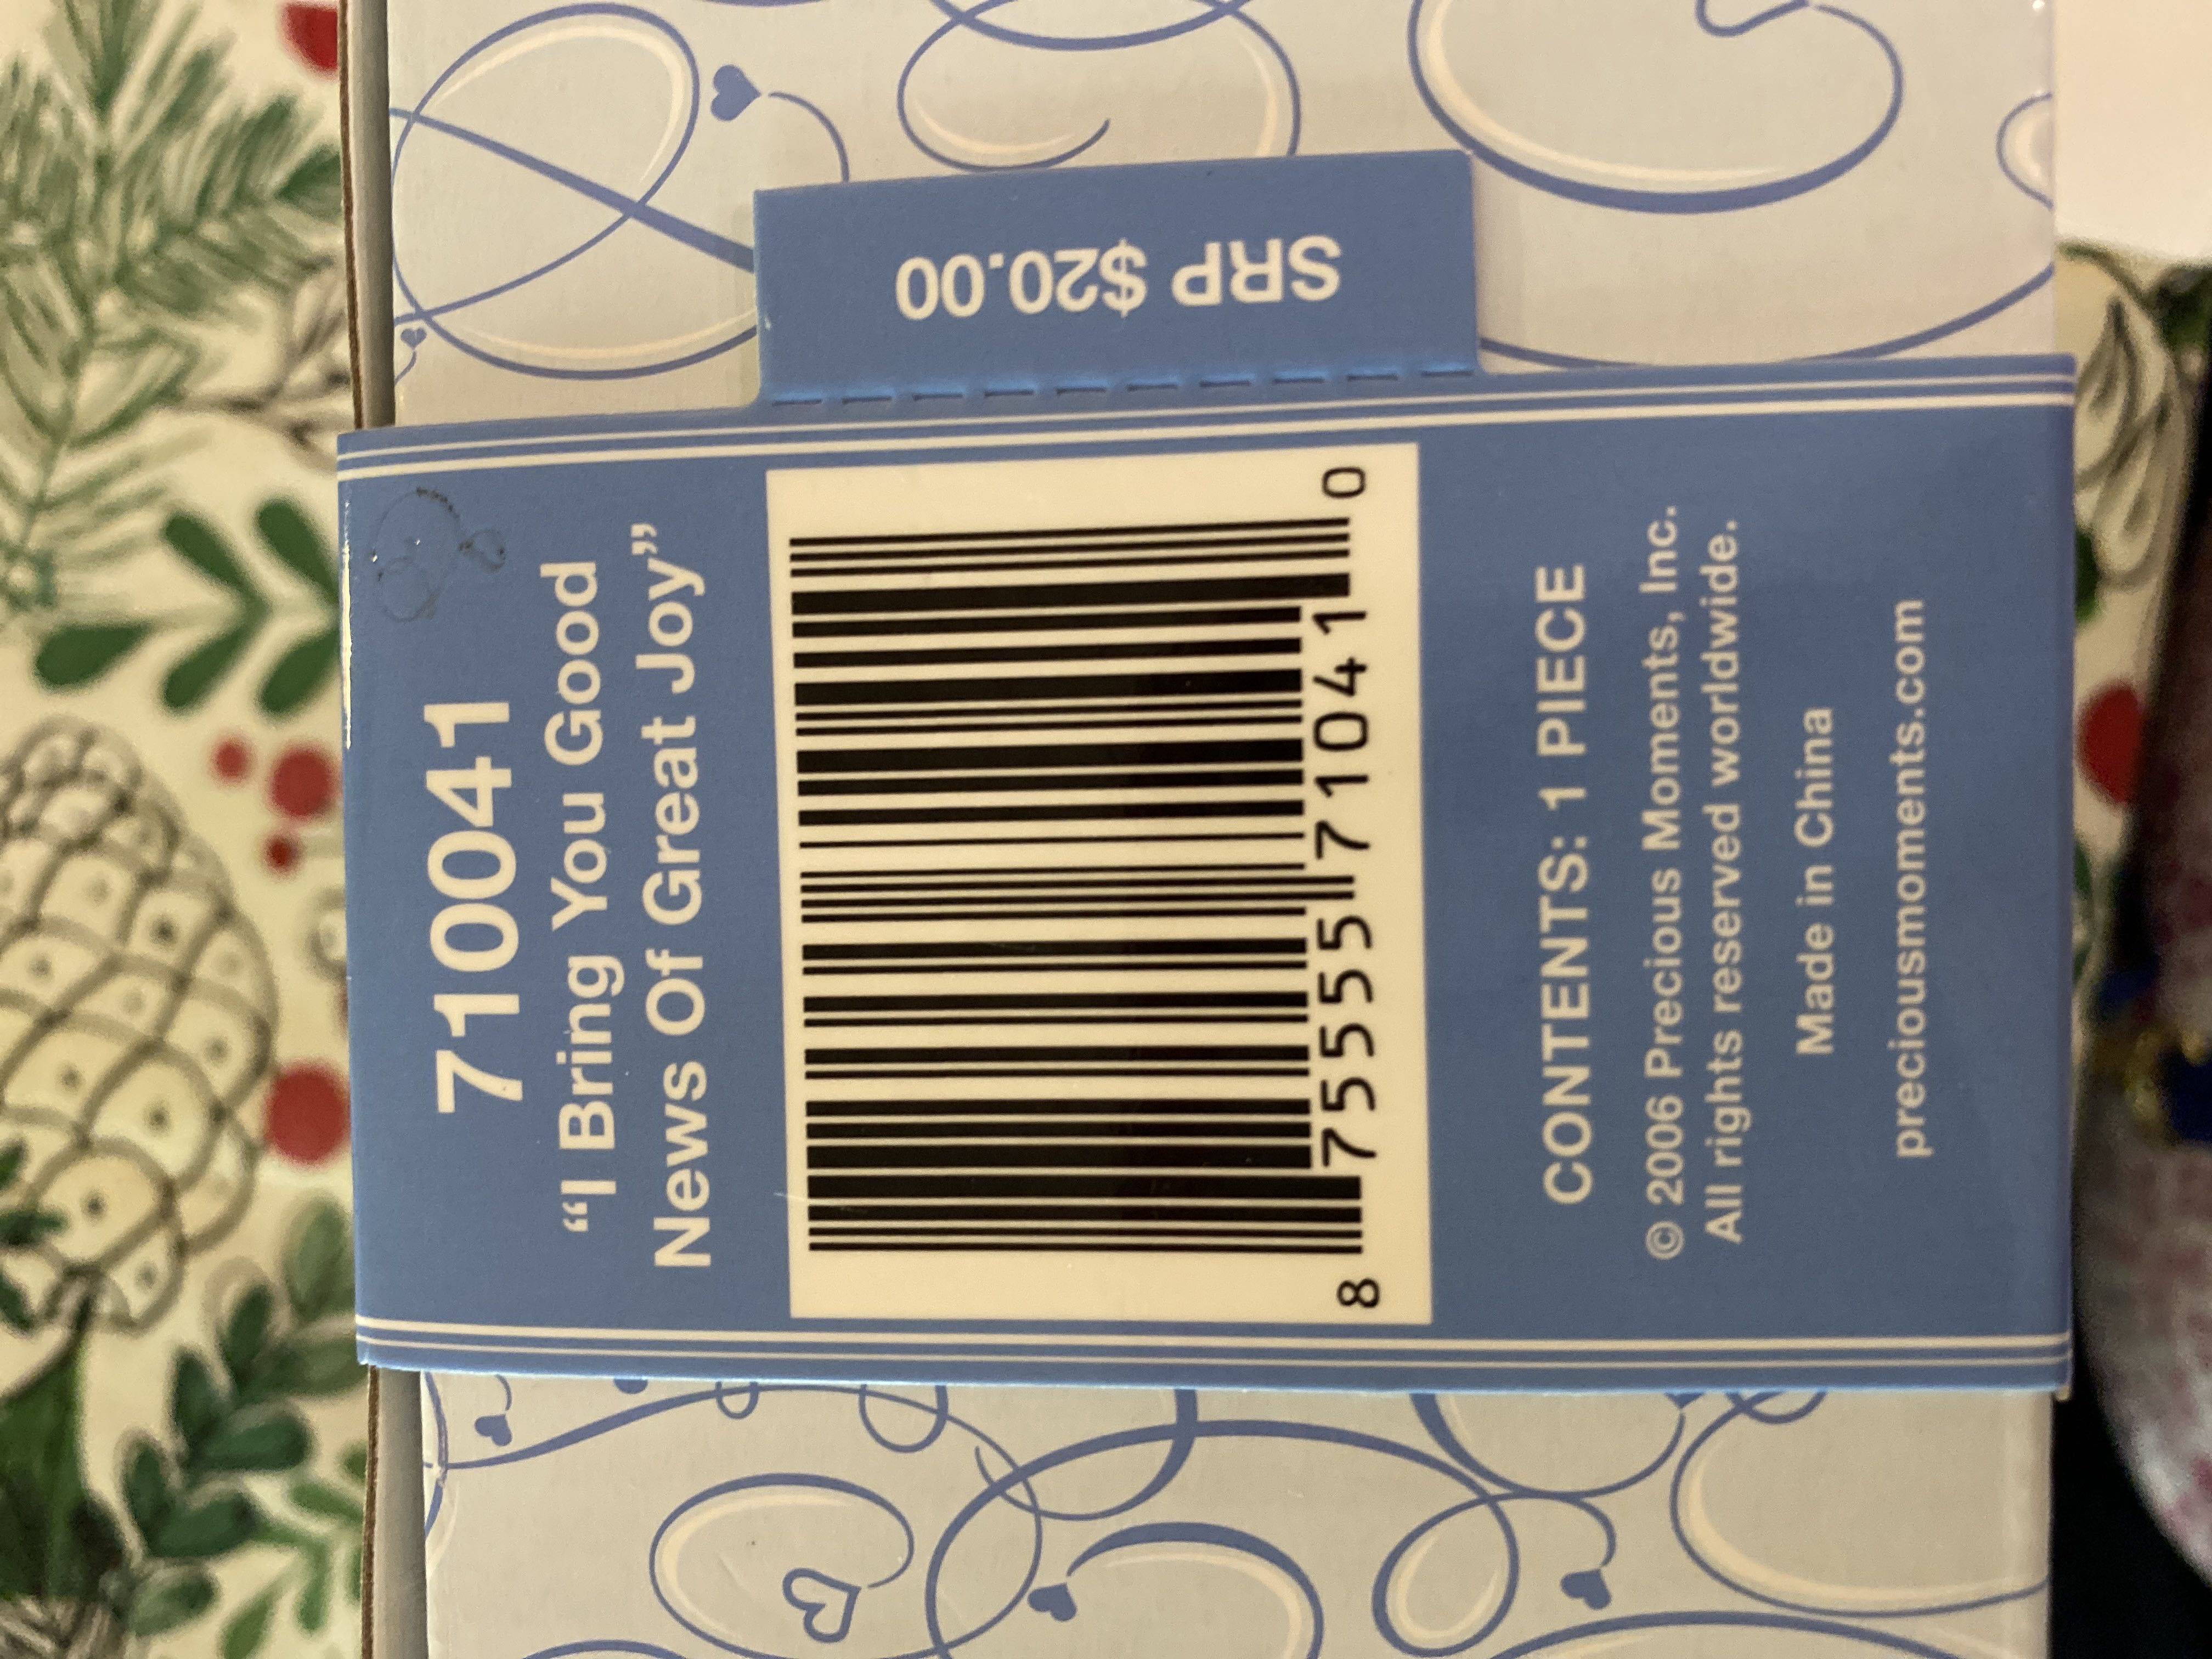 SRP $20.00
710041
“I Bring You Good
News Of Great Joy”
8 75555 71041 0
CONTENTS: 1 PIECE
© 2006 Precious Moments, Inc.
All rights reserved worldwide.
Made in China
preciousmoments.com